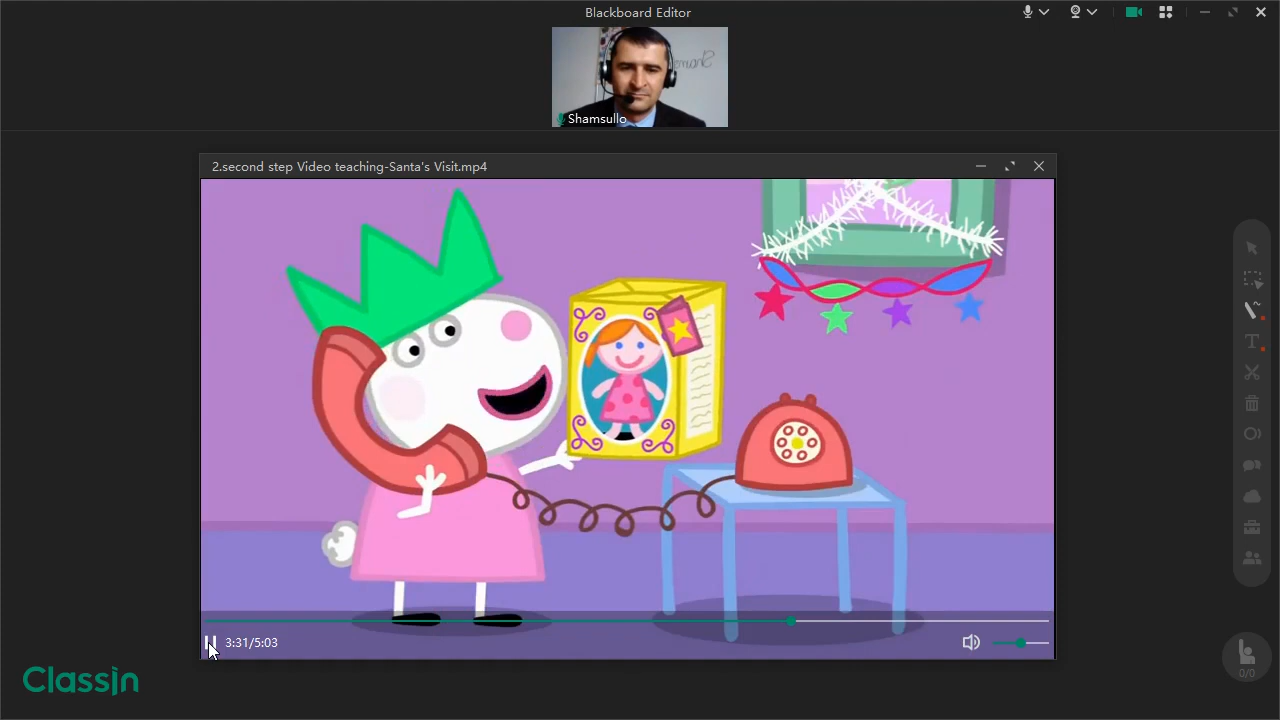 Blackboard Editor
Shamsullo
2.second step Video teaching-Santa's Visit.mp4
3:31/5:03
ClassIn
0/0